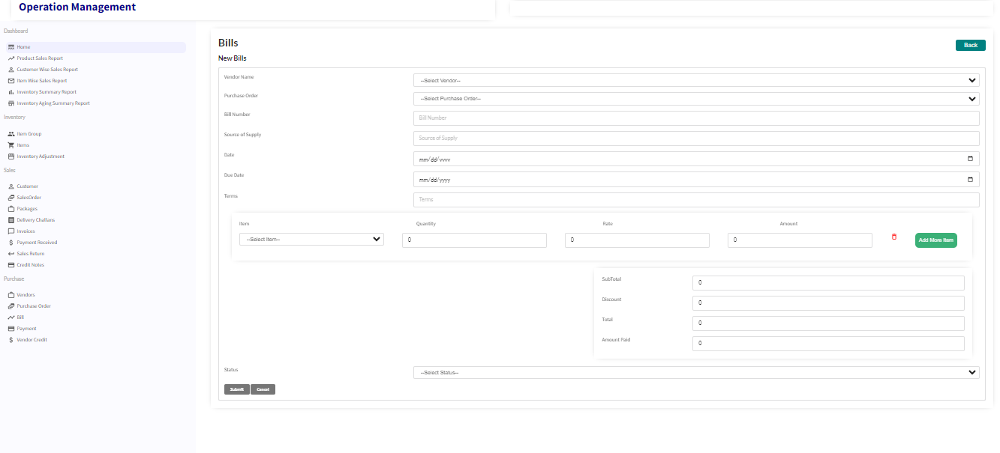 Operation Management
Dashboard
Home
Product Sales Report
Customer Wise Sales Report
Item Wise Sales Report
Inventory Summary Report
Inventory Aging Summary Report
Inventory
Item Group
Items
Inventory Adjustment
Sales
Customer
SalesOrder
Packages
Delivery Challans
Invoices
Payment Received
Sales Return
Credit Notes
Purchase
Vendors
Purchase Order
Bill
Payment
Vendor Credit
Bills
Back
New Bills
Vendor Name
--Select Vendor--
Purchase Order
--Select Purchase Order--
Bill Number
Bill Number
Source of Supply
Source of Supply
Date
mm/dd/yyyy
Due Date
mm/dd/yyyy
Terms
Terms
Item Quantity Rate Amount
--Select Item-- 0 0 0 Add More Item
SubTotal 0
Discount 0
Total 0
Amount Paid 0
Status
--Select Status--
Submit Cancel